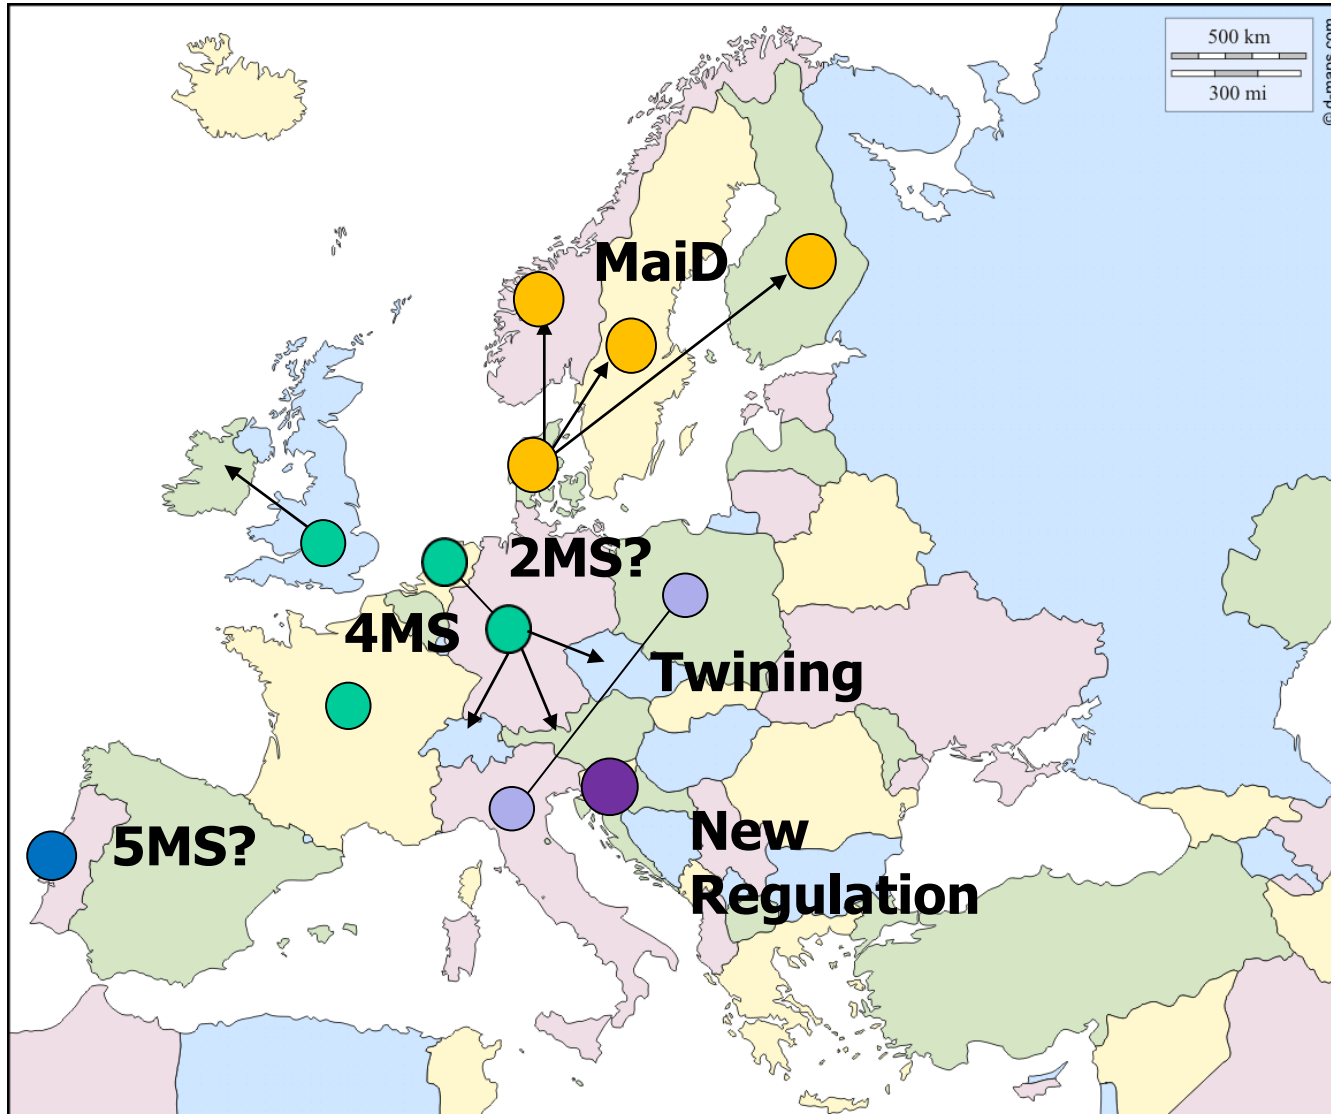 500 km
300 mi
© d-maps.com
MaiD
2MS?
4MS
Twining
5MS?
New
Regulation